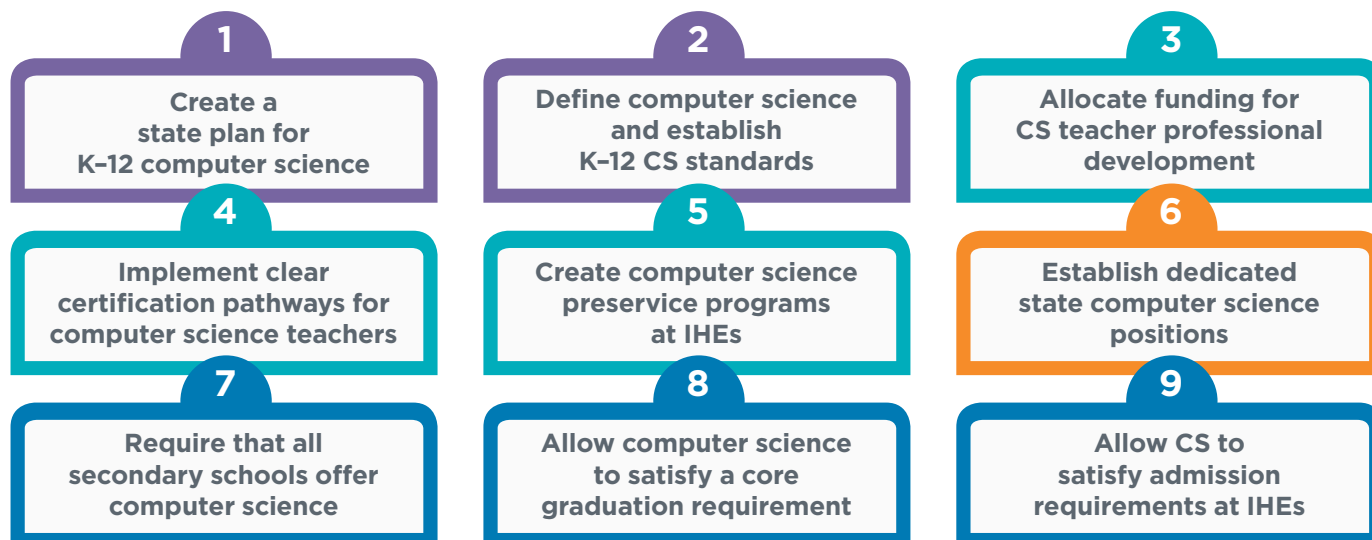 1
Create a
state plan for
K–12 computer science
2
Define computer science
and establish
K–12 CS standards
3
Allocate funding for
CS teacher professional
development
4
Implement clear
certification pathways for
computer science teachers
5
Create computer science
preservice programs
at IHEs
6
Establish dedicated
state computer science
positions
7
Require that all
secondary schools offer
computer science
8
Allow computer science
to satisfy a core
graduation requirement
9
Allow CS to
satisfy admission
requirements at IHEs